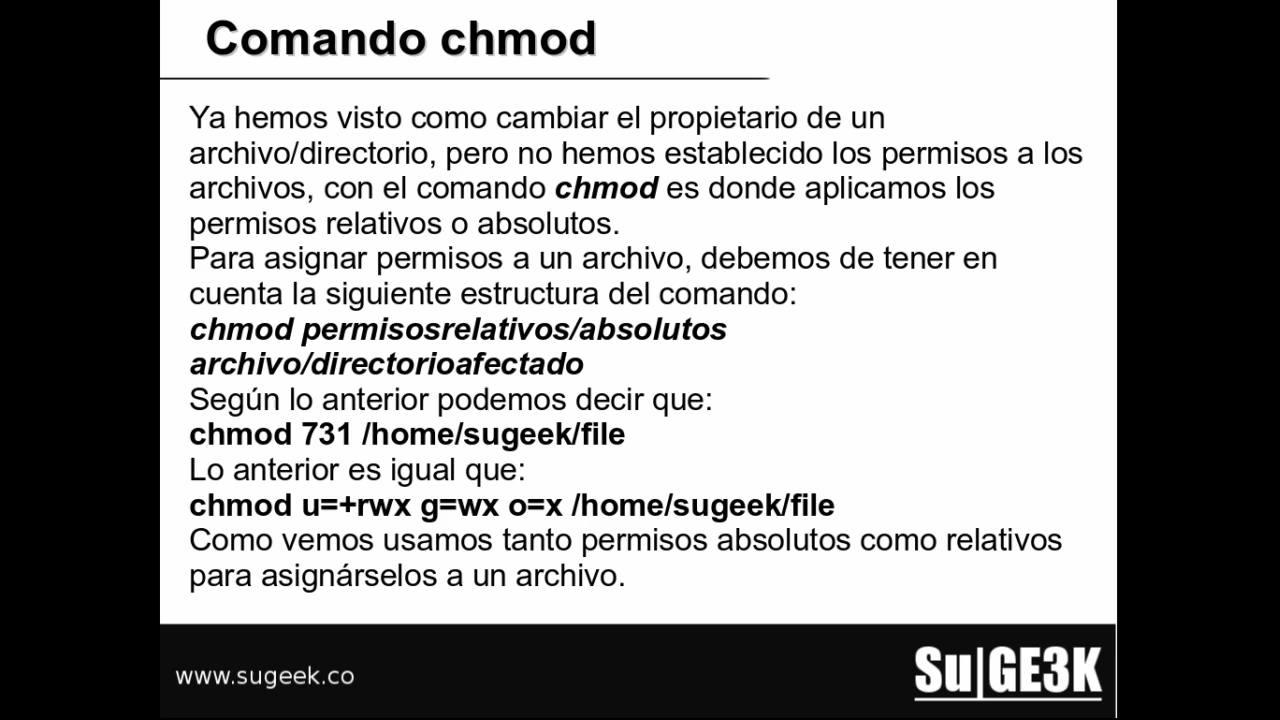 Comando chmod
Ya hemos visto como cambiar el propietario de un
archivo/directorio, pero no hemos establecido los permisos a los
archivos, con el comando chmod es donde aplicamos los
permisos relativos o absolutos.
Para asignar permisos a un archivo, debemos de tener en
cuenta la siguiente estructura del comando:
chmod permisosrelativos/absolutos
archivo/directorioafectado
Según lo anterior podemos decir que:
chmod 731 /home/sugeek/file
Lo anterior es igual que:
chmod u=+rwx g=wx o=x /home/sugeek/file
Como vemos usamos tanto permisos absolutos como relativos
para asignárselos a un archivo.
www.sugeek.co
Su|GE3K